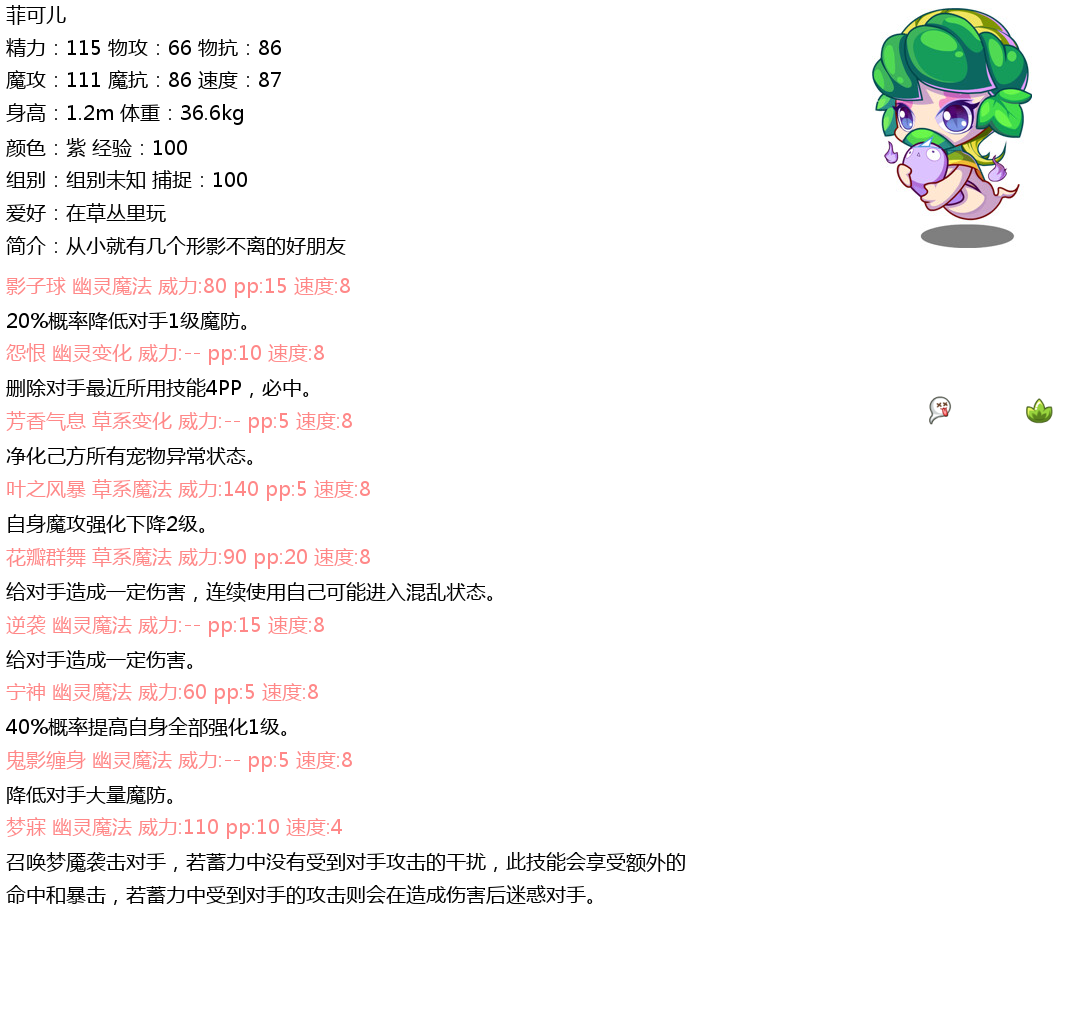 菲可儿
精力：115 物攻：66 物抗：86
魔攻：111 魔抗：86 速度：87
身高：1.2m 体重：36.6kg
颜色：紫 经验：100
组别：组别未知 捕捉：100
爱好：在草丛里玩
简介：从小就有几个形影不离的好朋友
影子球 幽灵魔法 威力:80 pp:15 速度:8
20%概率降低对手1级魔防。
怨恨 幽灵变化 威力:-- pp:10 速度:8
删除对手最近所用技能4PP，必中。
芳香气息 草系变化 威力:-- pp:5 速度:8
净化己方所有宠物异常状态。
叶之风暴 草系魔法 威力:140 pp:5 速度:8
自身魔攻强化下降2级。
花瓣群舞 草系魔法 威力:90 pp:20 速度:8
给对手造成一定伤害，连续使用自己可能进入混乱状态。
逆袭 幽灵魔法 威力:-- pp:15 速度:8
给对手造成一定伤害。
宁神 幽灵魔法 威力:60 pp:5 速度:8
40%概率提高自身全部强化1级。
鬼影缠身 幽灵魔法 威力:-- pp:5 速度:8
降低对手大量魔防。
梦寐 幽灵魔法 威力:110 pp:10 速度:4
召唤梦魇袭击对手，若蓄力中没有受到对手攻击的干扰，此技能会享受额外的
命中和暴击，若蓄力中受到对手的攻击则会在造成伤害后迷惑对手。